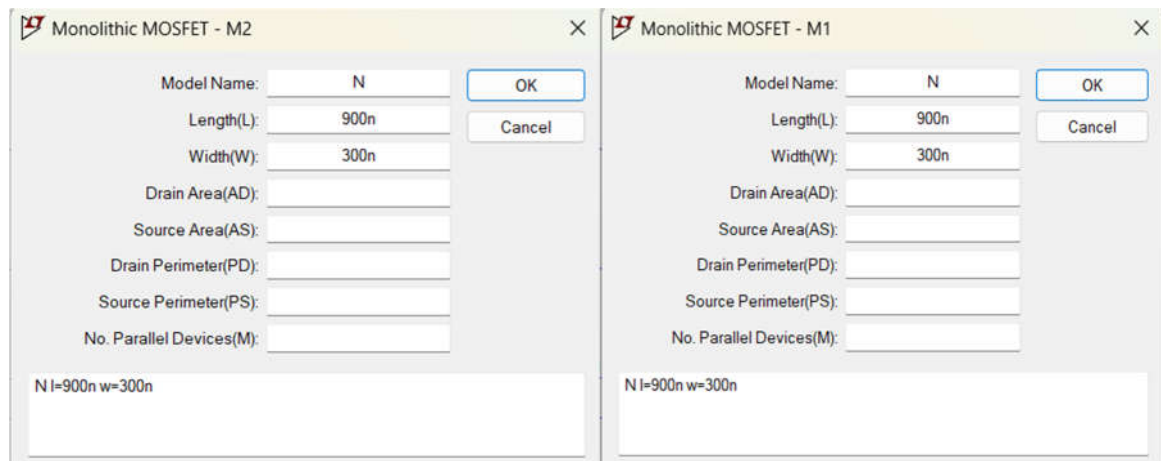 Monolithic MOSFET - M2
Model Name: N OK
Length(L): 900n Cancel
Width(W): 300n
Drain Area(AD):
Source Area(AS):
Drain Perimeter(PD):
Source Perimeter(PS):
No. Parallel Devices(M):
N l=900n w=300n
Monolithic MOSFET - M1
Model Name: N OK
Length(L): 900n Cancel
Width(W): 300n
Drain Area(AD):
Source Area(AS):
Drain Perimeter(PD):
Source Perimeter(PS):
No. Parallel Devices(M):
N l=900n w=300n